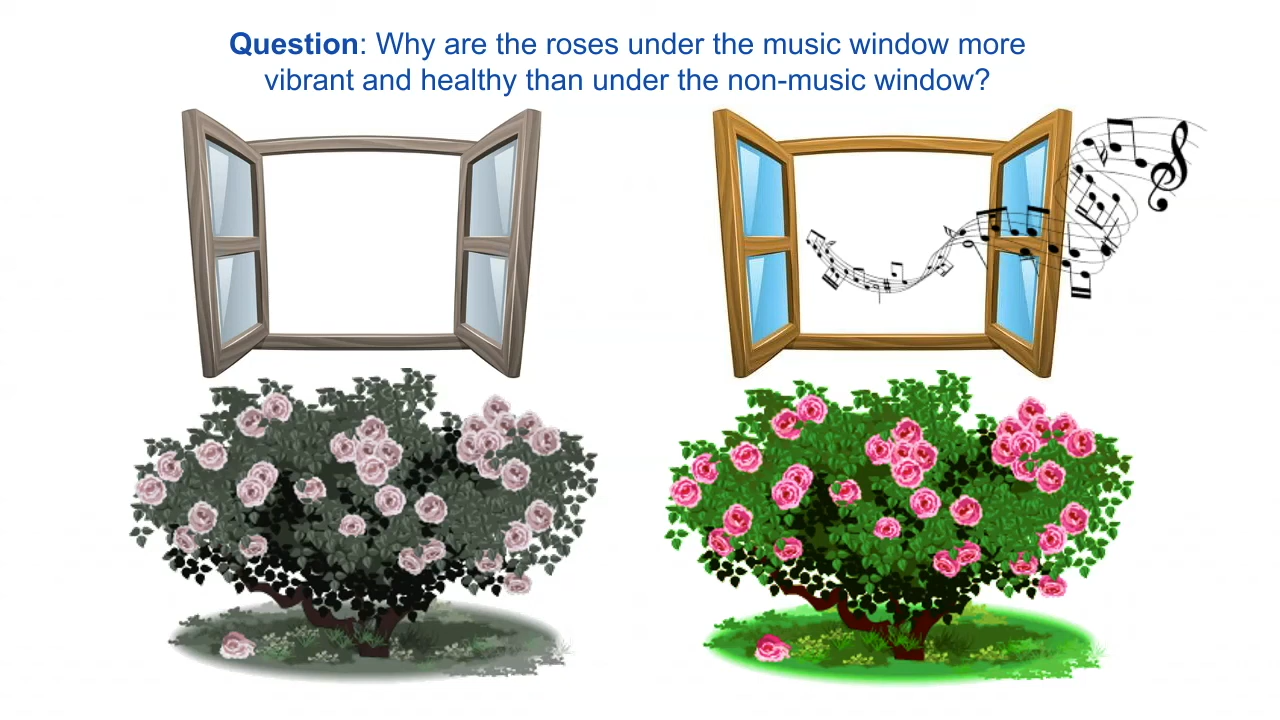 Question: Why are the roses under the music window more
vibrant and healthy than under the non-music window?